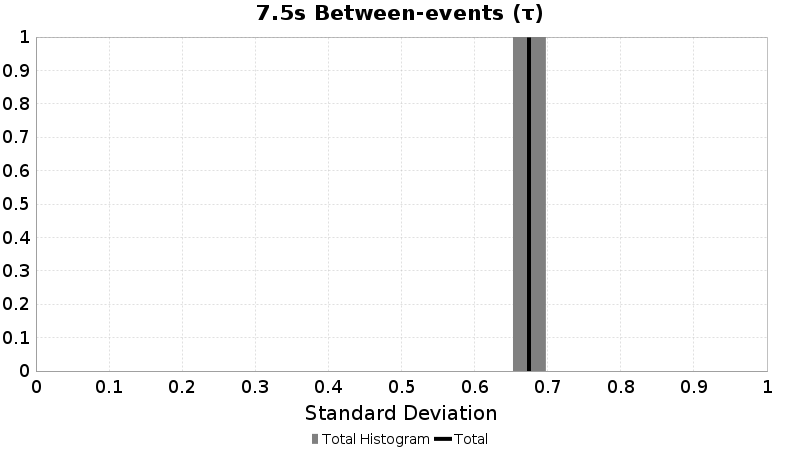 7.5s Between-events (τ)
1
0.9
0.8
0.7
0.6
0.5
0.4
0.3
0.2
0.1
0
0 0.1 0.2 0.3 0.4 0.5 0.6 0.7 0.8 0.9 1
Standard Deviation
Total Histogram Total